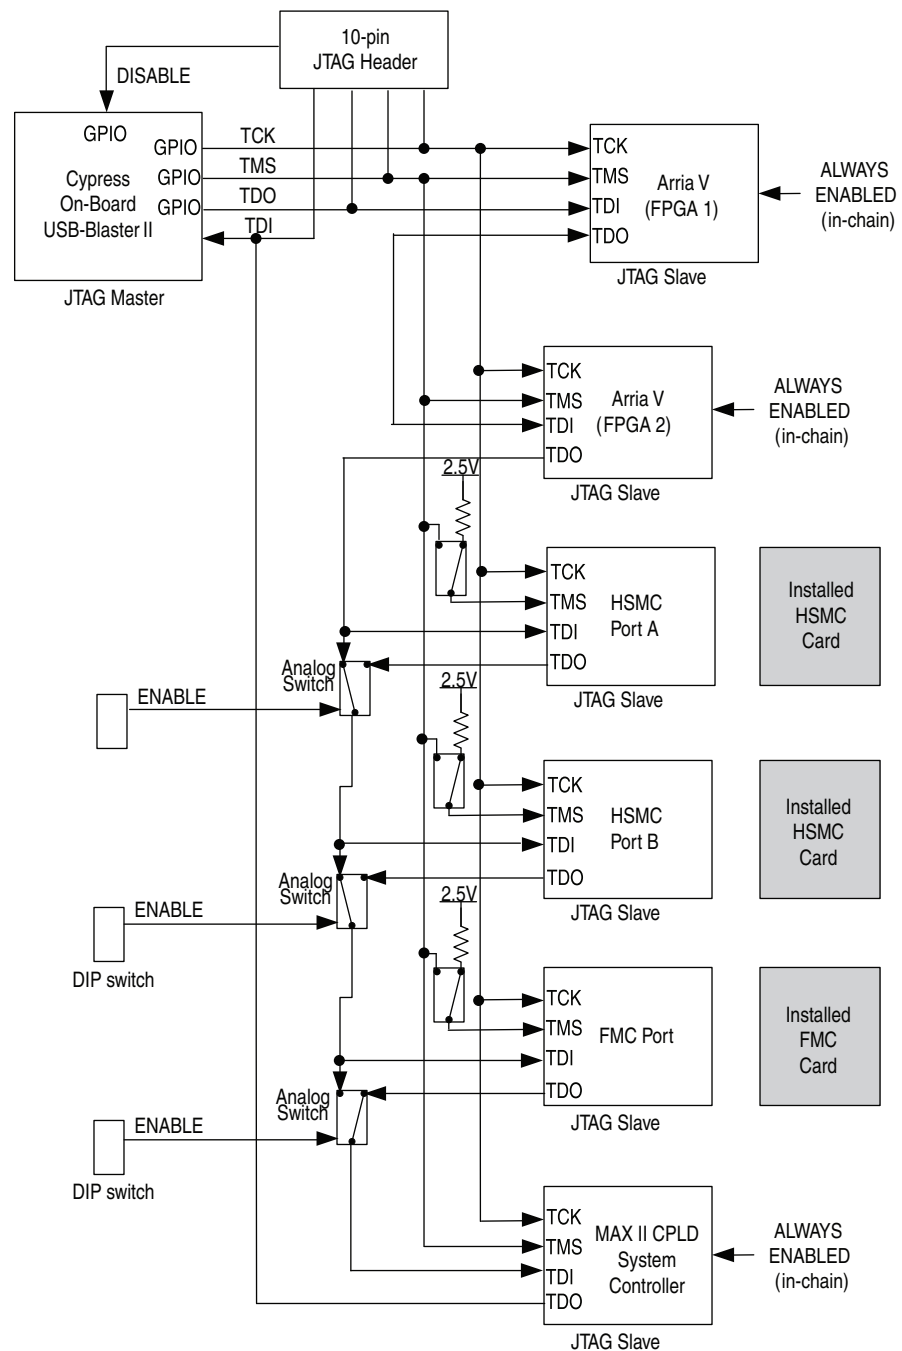 10-pin
JTAG Header
DISABLE
GPIO
GPIO
TCK
GPIO
TMS
GPIO
TDO
TDI
Cypress
On-Board
USB-Blaster II
JTAG Master
TCK
TMS
TDI
TDO
Arria V
(FPGA 1)
JTAG Slave
ALWAYS
ENABLED
(in-chain)
TCK
TMS
TDI
TDO
Arria V
(FPGA 2)
JTAG Slave
ALWAYS
ENABLED
(in-chain)
2.5V
TCK
TMS
TDI
TDO
HSMC
Port A
JTAG Slave
Installed
HSMC
Card
Analog
Switch
ENABLE
2.5V
TCK
TMS
TDI
TDO
HSMC
Port B
JTAG Slave
Installed
HSMC
Card
Analog
Switch
ENABLE
DIP switch
2.5V
TCK
TMS
TDI
TDO
FMC Port
JTAG Slave
Installed
FMC
Card
Analog
Switch
ENABLE
DIP switch
TCK
TMS
TDI
TDO
MAX II CPLD
System
Controller
JTAG Slave
ALWAYS
ENABLED
(in-chain)